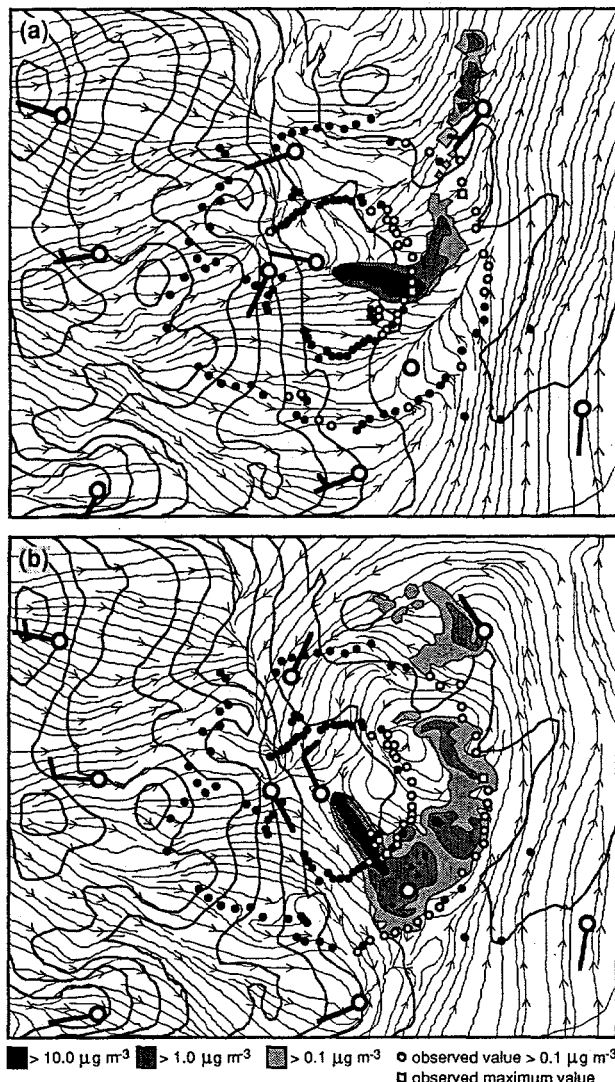 (a)
(b)
> 10.0 µg m⁻³ > 1.0 µg m⁻³ > 0.1 µg m⁻³ observed value > 0.1 µg m⁻³
observed maximum value